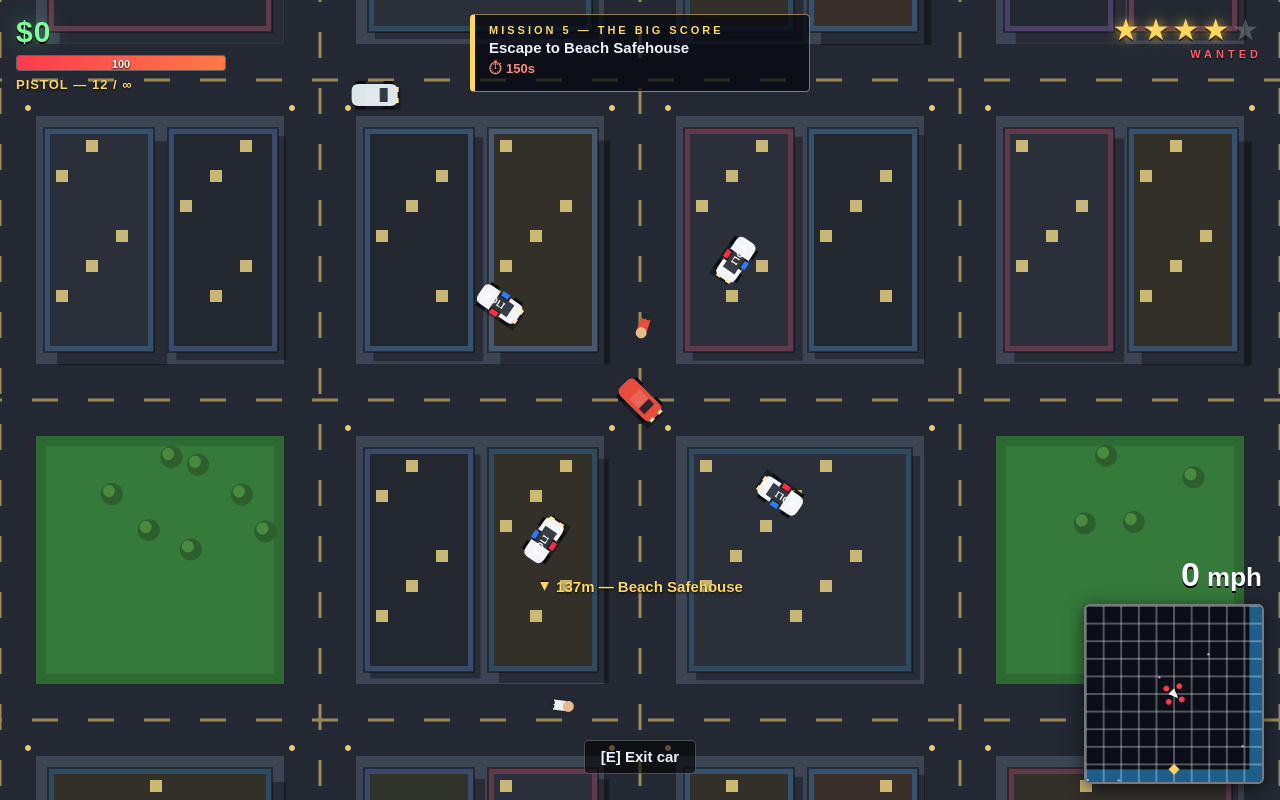 $0
100
PISTOL — 12 / ∞
MISSION 5 — THE BIG SCORE
Escape to Beach Safehouse
⏱ 150s
★★★★★
WANTED
▼ 137m — Beach Safehouse
0 mph
[E] Exit car